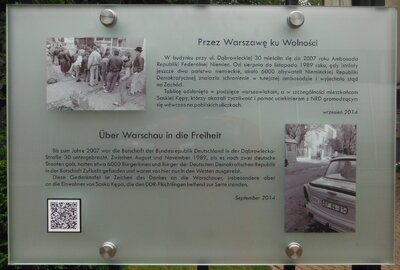 Przez Warszawę ku Wolności
W budynku przy ul. Dąbrowieckiej 30 mieściła się do 2007 roku Ambasada
Republiki Federalnej Niemiec. Od sierpnia do listopada 1989 roku, gdy istniały
jeszcze dwa państwa niemieckie, około 6000 obywateli Niemieckiej Republiki
Demokratycznej znalazło schronienie w tutejszej ambasadzie i wyjechało stąd
na Zachód.
Tablicę odsłonięto w podzięce warszawiakom, a w szczególności mieszkańcom
Saskiej Kępy, którzy okazali życzliwość i pomoc uciekinierom z NRD gromadzącym
się wówczas na pobliskich uliczkach.
wrzesień 2014
Über Warschau in die Freiheit
Bis zum Jahre 2007 war die Botschaft der Bundesrepublik Deutschland in der Dąbrowiecka-
Straße 30 untergebracht. Zwischen August und November 1989, als es noch zwei deutsche
Staaten gab, hatten etwa 6000 Bürgerinnen und Bürger der Deutschen Demokratischen Republik
in der Botschaft Zuflucht gefunden und waren von hier nun in den Westen ausgereist.
Diese Gedenktafel ist Zeichen des Dankes an die Warschauer, insbesondere aber
an die Einwohner von Saska Kępa, die den DDR-Flüchtlingen helfend zur Seite standen.
September 2014